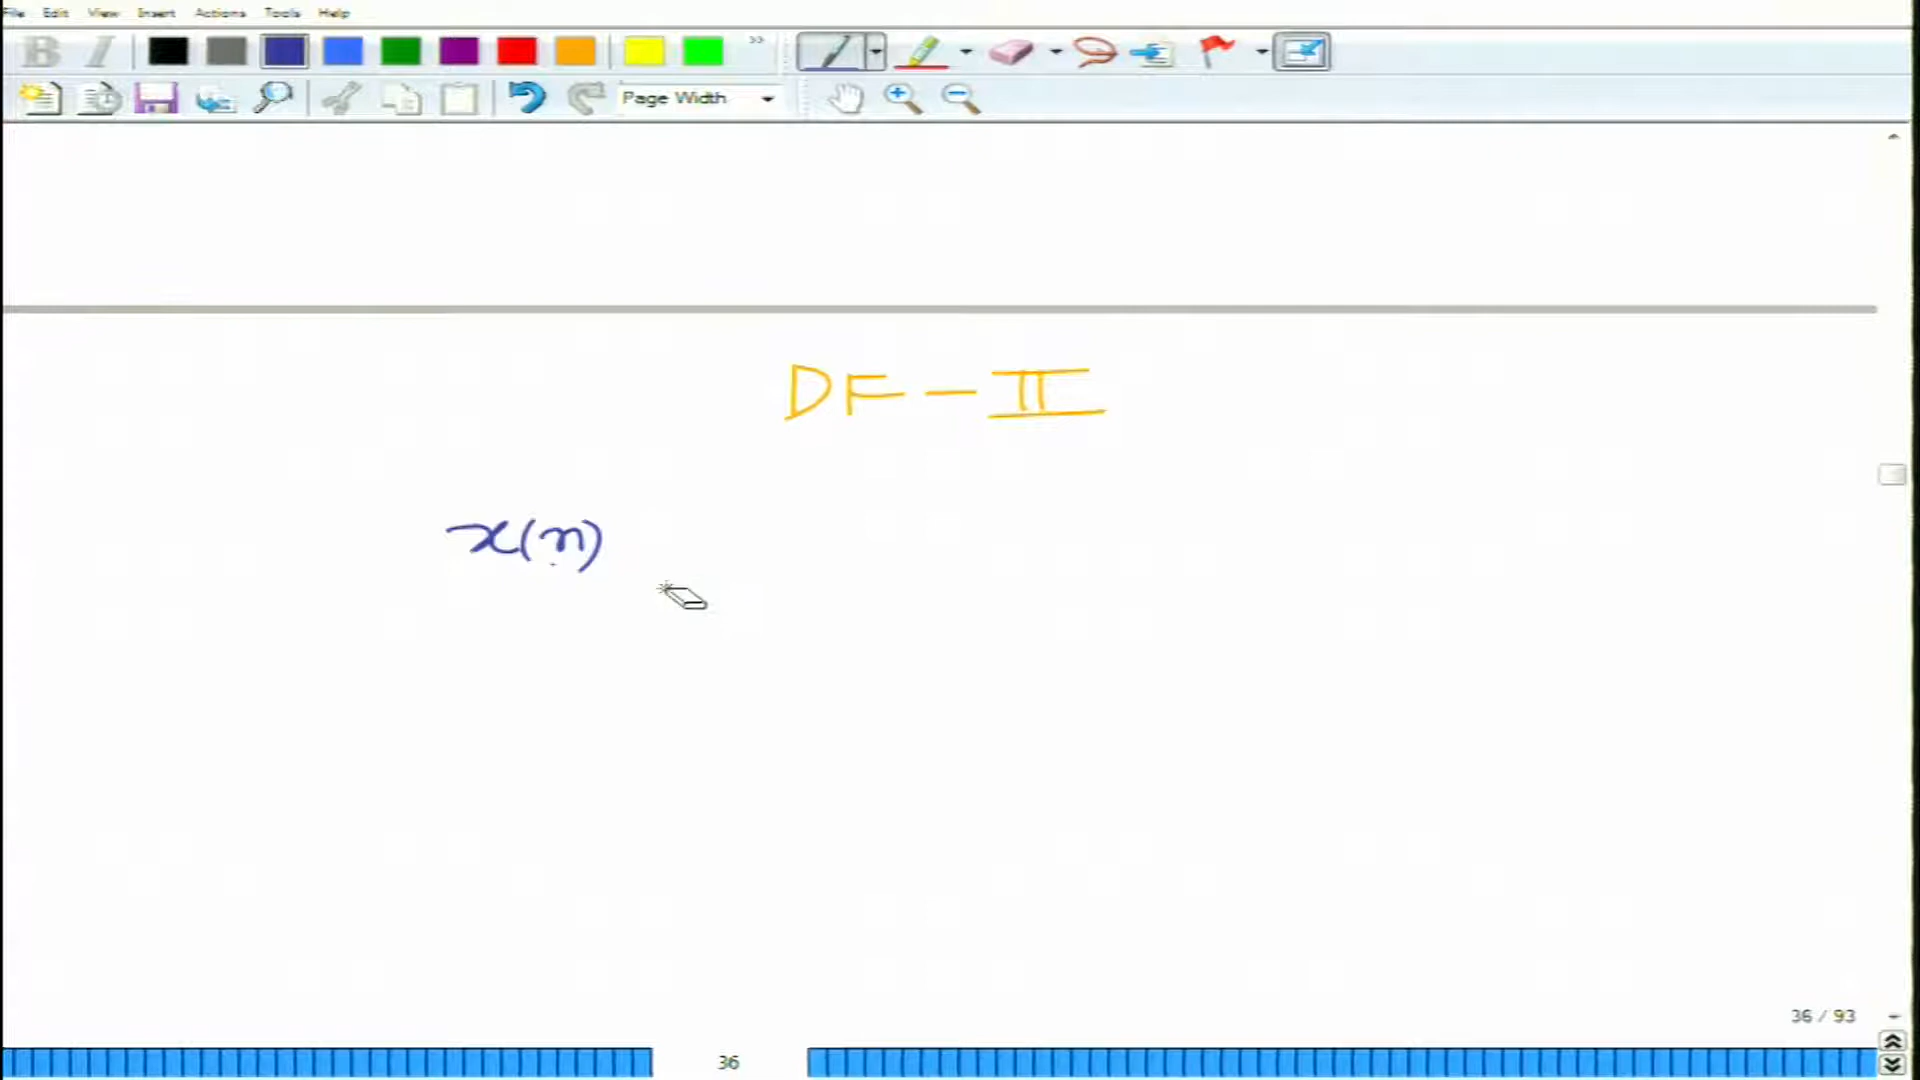 File Edit View Insert Actions Tools Help
B I
Page Width
DF - II
x(n)
36 / 93
36